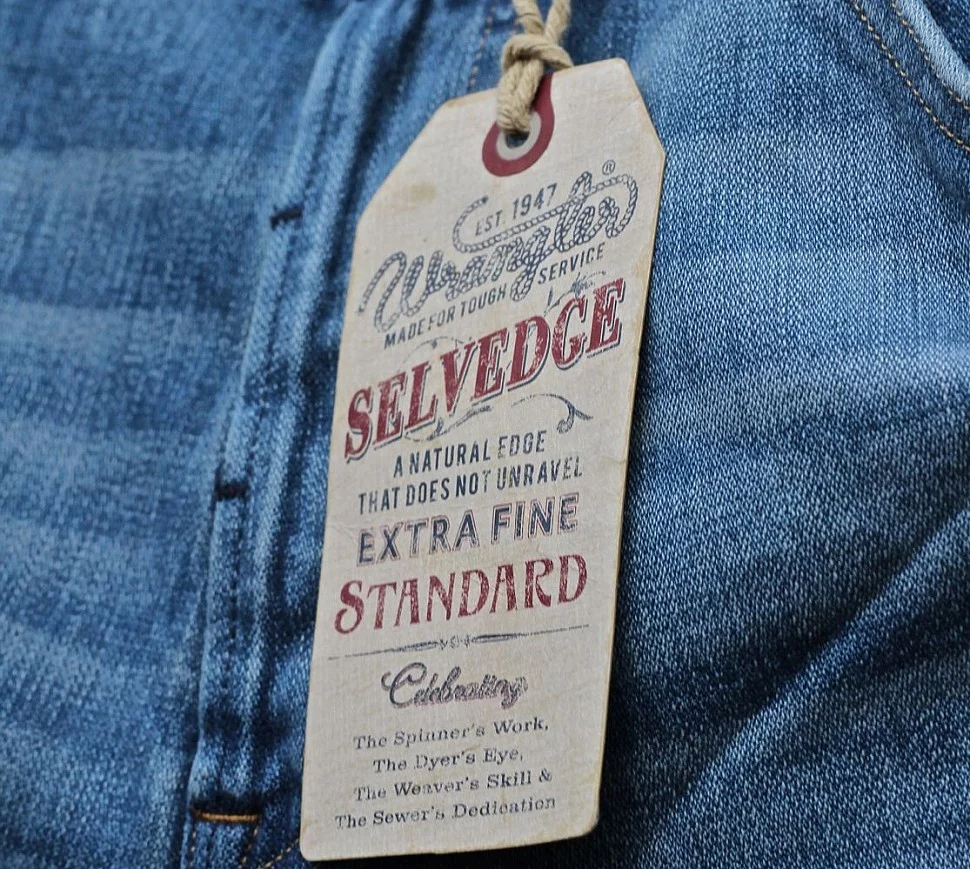 EST. 1947
Wrangler®
MADE FOR TOUGH SERVICE
SELVEDGE
A NATURAL EDGE
THAT DOES NOT UNRAVEL
EXTRA FINE
STANDARD
Celebrating
The Spinner's Work,
The Dyer's Eye,
The Weaver's Skill &
The Sewer's Dedication